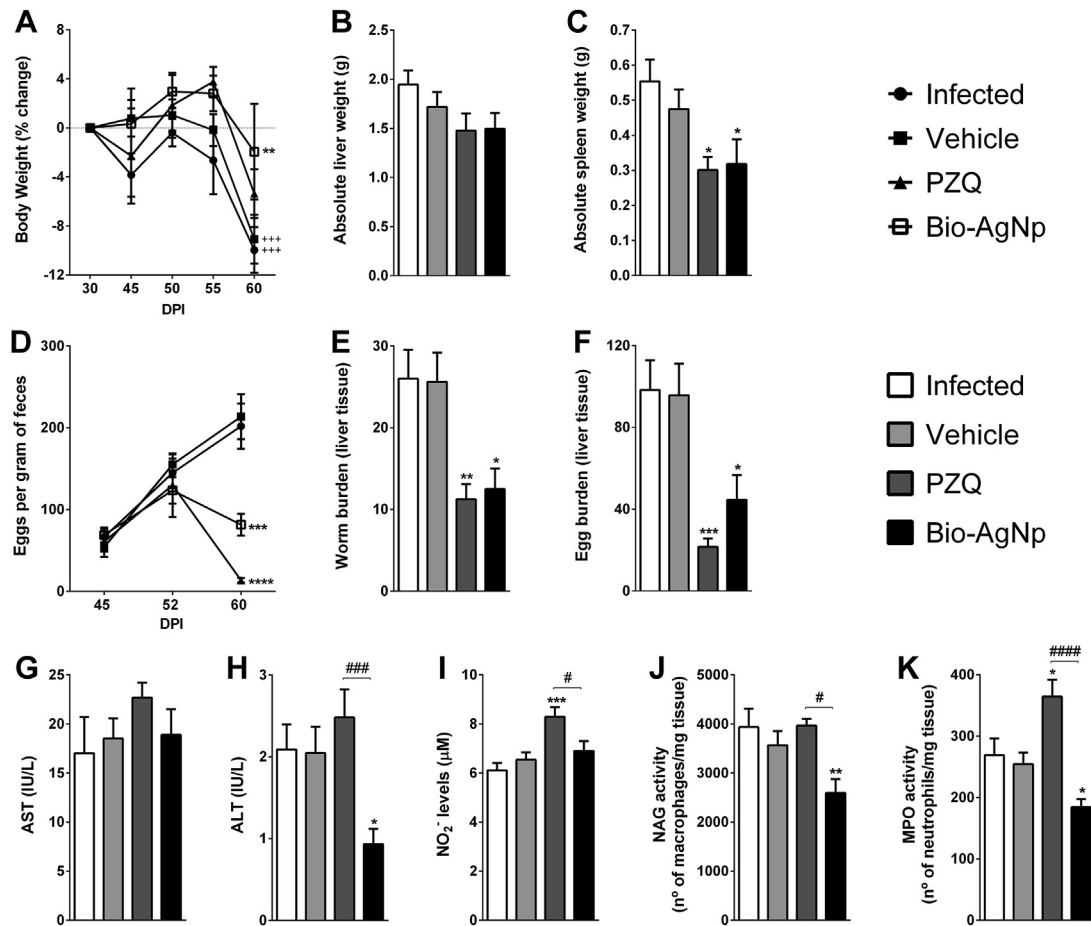 A
Body Weight (% change)
8
4
0
-4
-8
-12
30 45 50 55 60
DPI
**
+++
+++
B
Absolute liver weight (g)
2.5
2.0
1.5
1.0
0.5
0.0
C
Absolute spleen weight (g)
0.7
0.6
0.5
0.4
0.3
0.2
0.1
0.0
*
*
Infected
Vehicle
PZQ
Bio-AgNp
D
Eggs per gram of feces
300
200
100
0
45 52 60
DPI
***
****
E
Worm burden (liver tissue)
30
20
10
0
**
*
F
Egg burden (liver tissue)
120
80
40
0
***
*
Infected
Vehicle
PZQ
Bio-AgNp
G
AST (IU/L)
25
20
15
10
5
0
H
ALT (IU/L)
3
2
1
0
###
*
I
NO₂⁻ levels (μM)
10
8
6
4
2
0
#
***
J
NAG activity
(nº of macrophages/mg tissue)
5000
4000
3000
2000
1000
0
#
**
K
MPO activity
(nº of neutrophils/mg tissue)
400
300
200
100
0
####
*
*